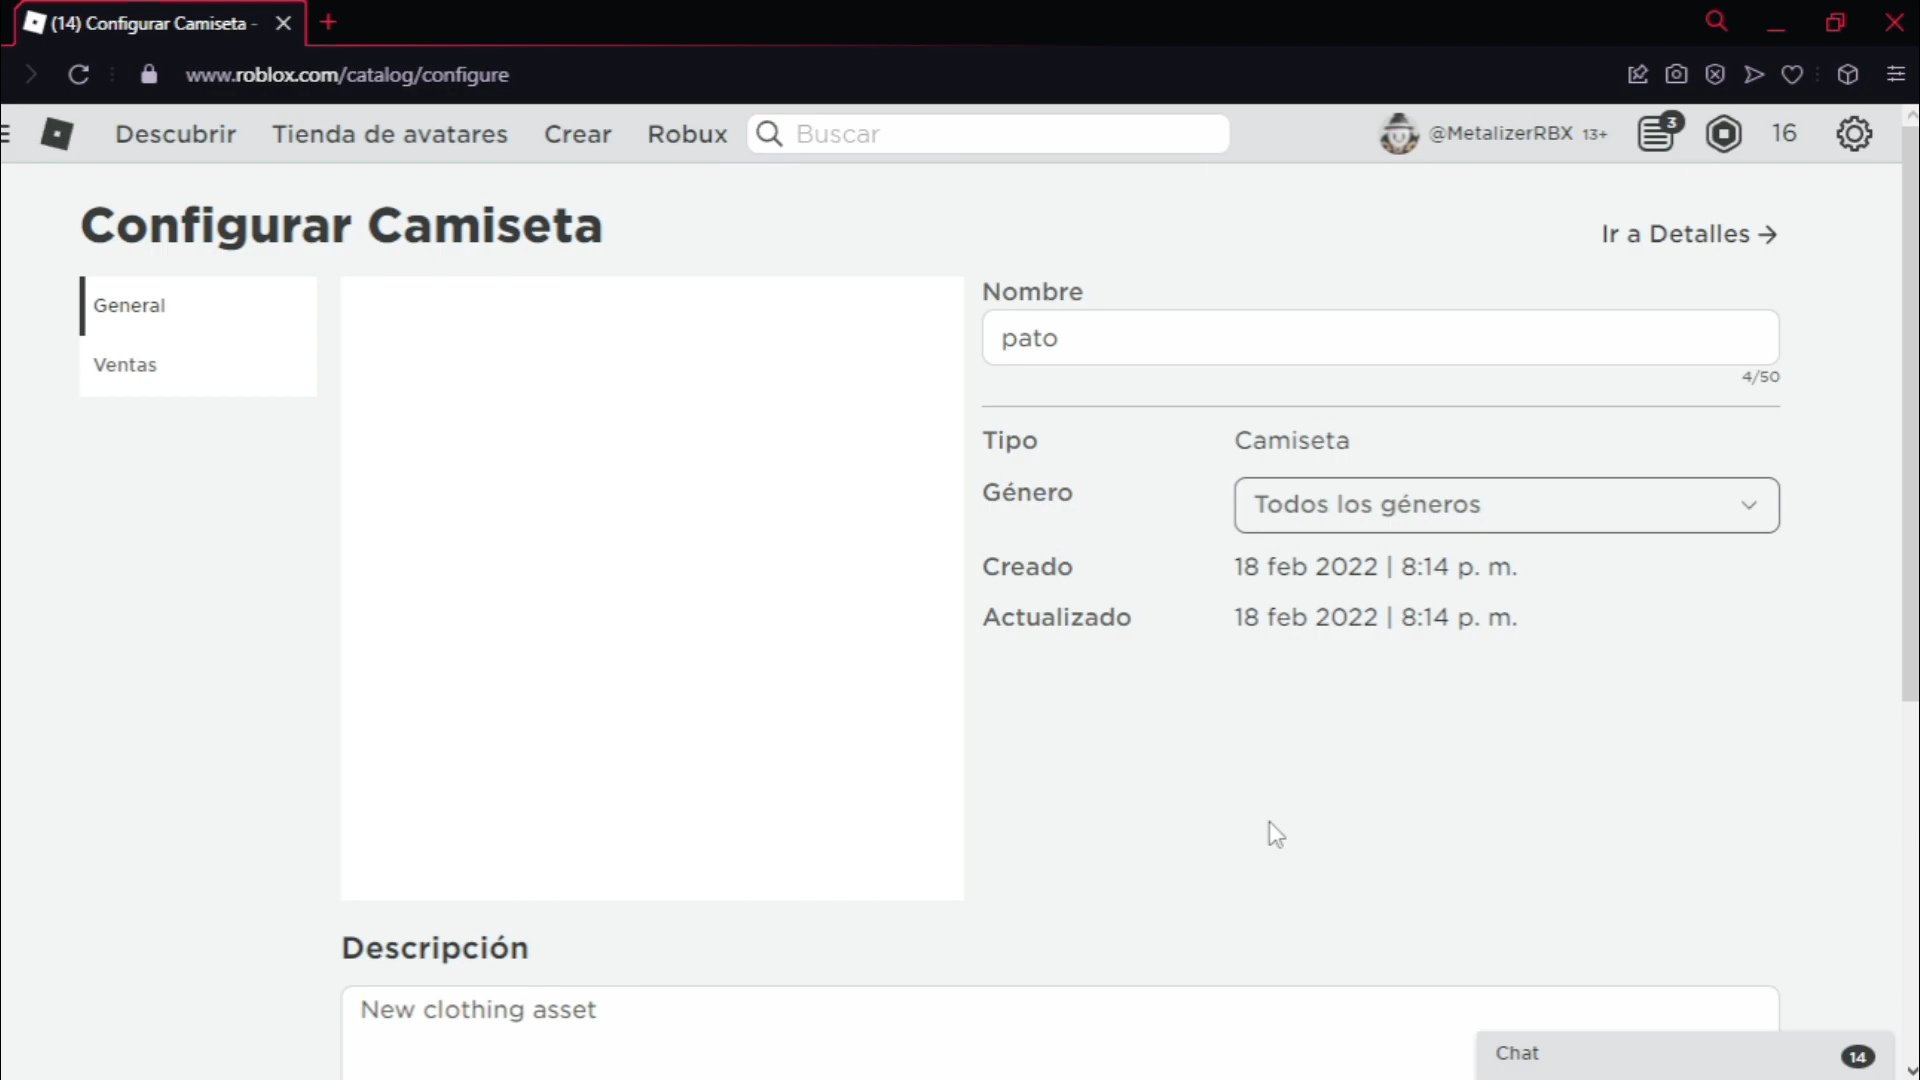 (14) Configurar Camiseta -
www.roblox.com/catalog/configure
Descubrir Tienda de avatares Crear Robux Buscar @MetalizerRBX 13+ 3 16
Configurar Camiseta
Ir a Detalles
General
Ventas
Nombre
pato
4/50
Tipo Camiseta
Género Todos los géneros
Creado 18 feb 2022 | 8:14 p. m.
Actualizado 18 feb 2022 | 8:14 p. m.
Descripción
New clothing asset
Chat 14